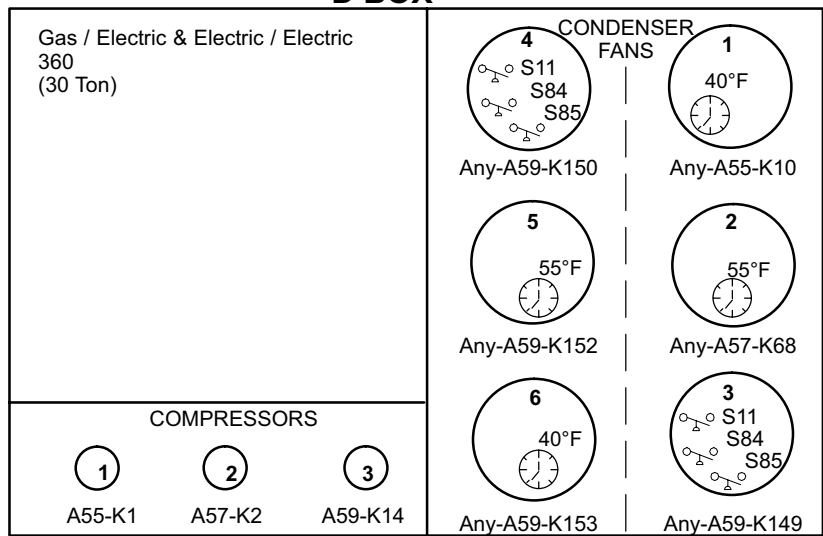 D BOX
Gas / Electric & Electric / Electric
360
(30 Ton)
CONDENSER
FANS
4
S11
S84
S85
Any-A59-K150
1
40°F
Any-A55-K10
5
55°F
Any-A59-K152
2
55°F
Any-A57-K68
6
40°F
Any-A59-K153
3
S11
S84
S85
Any-A59-K149
COMPRESSORS
1
2
3
A55-K1
A57-K2
A59-K14